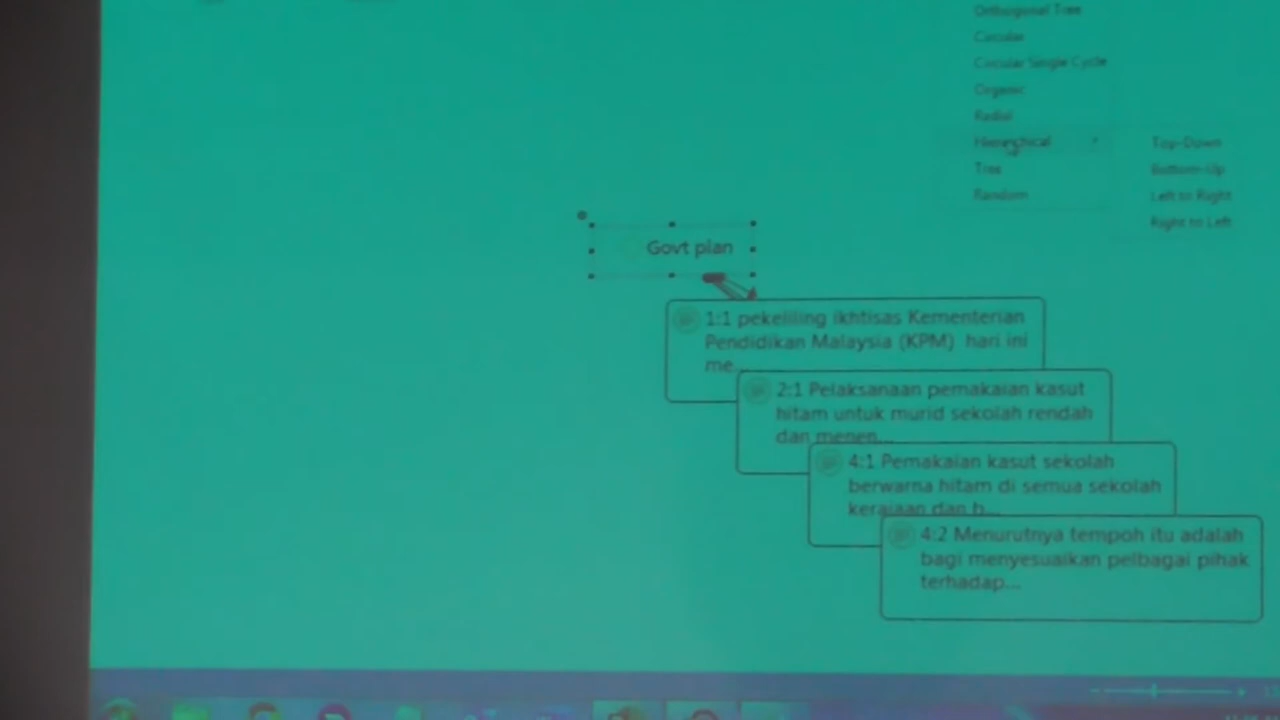 Orthogonal Tree
Circular
Circular Single Cycle
Organic
Radial
Hierarchical
Tree
Random
Top-Down
Bottom-Up
Left to Right
Right to Left
Govt plan
1:1 pekeliling ikhtisas Kementerian
Pendidikan Malaysia (KPM) hari ini
me...
2:1 Pelaksanaan pemakaian kasut
hitam untuk murid sekolah rendah
dan menen...
4:1 Pemakaian kasut sekolah
berwarna hitam di semua sekolah
kerajaan dan b...
4:2 Menurutnya tempoh itu adalah
bagi menyesuaikan pelbagai pihak
terhadap...